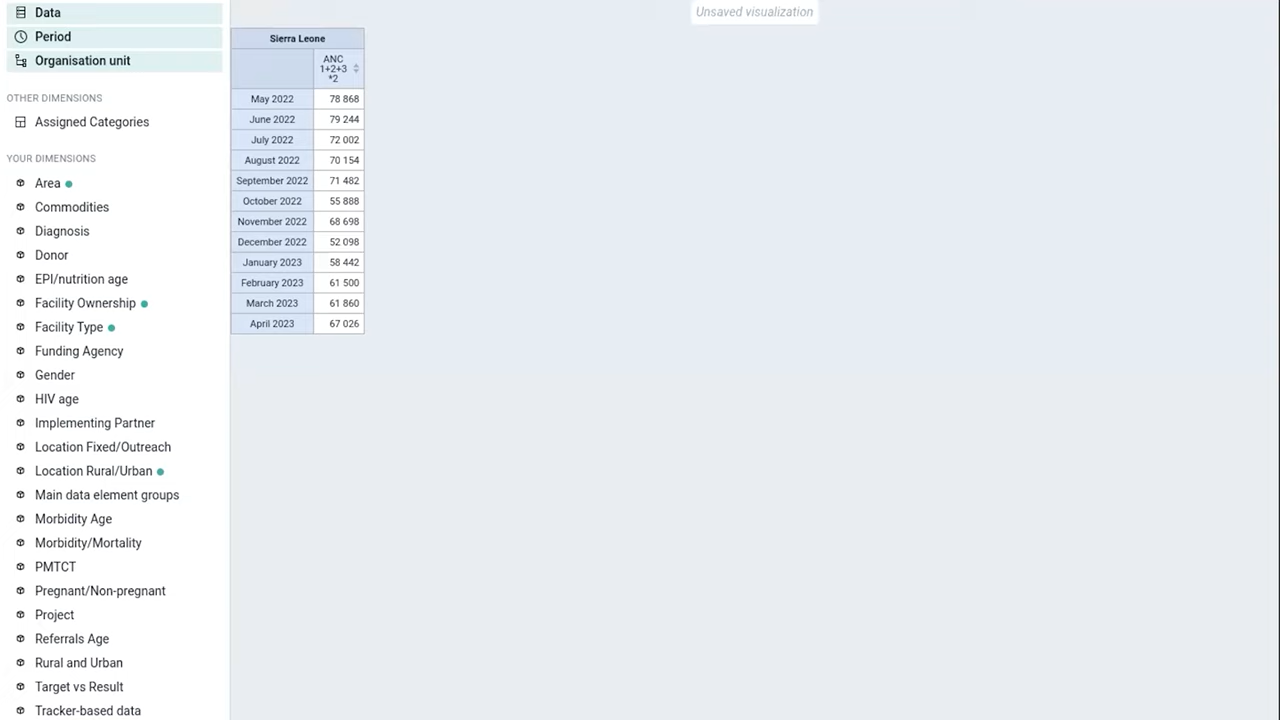 Data
Period
Organisation unit
OTHER DIMENSIONS
Assigned Categories
YOUR DIMENSIONS
Area
Commodities
Diagnosis
Donor
EPI/nutrition age
Facility Ownership
Facility Type
Funding Agency
Gender
HIV age
Implementing Partner
Location Fixed/Outreach
Location Rural/Urban
Main data element groups
Morbidity Age
Morbidity/Mortality
PMTCT
Pregnant/Non-pregnant
Project
Referrals Age
Rural and Urban
Target vs Result
Tracker-based data
Unsaved visualization
Sierra Leone
ANC
1+2+3
*2
May 2022 78 868
June 2022 79 244
July 2022 72 002
August 2022 70 154
September 2022 71 482
October 2022 55 888
November 2022 68 698
December 2022 52 098
January 2023 58 442
February 2023 61 500
March 2023 61 860
April 2023 67 026